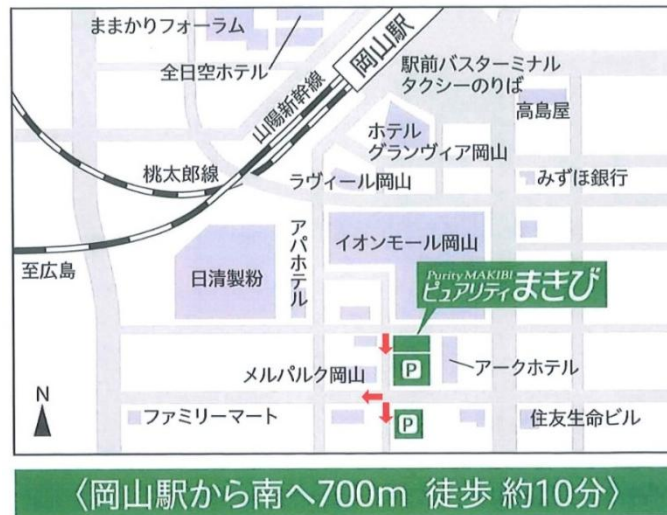 ままかりフォーラム
全日空ホテル
岡山駅
山陽新幹線
駅前バスターミナル
タクシーのりば
高島屋
ホテル
グランヴィア岡山
桃太郎線
ラヴィール岡山
みずほ銀行
至広島
日清製粉
アパホテル
イオンモール岡山
Purity MAKIBI
ピュアリティまきび
P
メルパルク岡山
アークホテル
N
ファミリーマート
P
住友生命ビル
〈岡山駅から南へ700m 徒歩 約10分〉